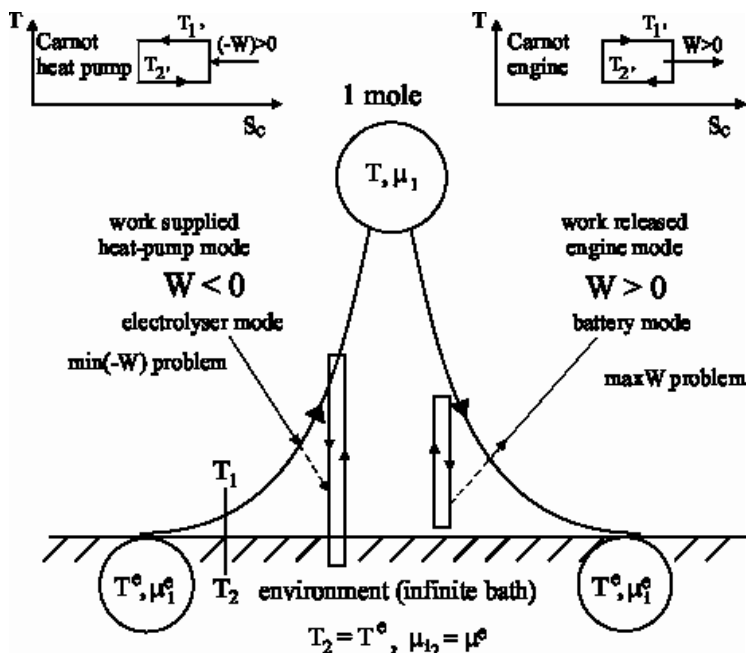 T
Carnot
heat pump
T₁,
T₂,
(-W)>0
S_C
T
Carnot
engine
T₁,
T₂,
W>0
S_C
1 mole
T, μ₁
work supplied
heat-pump mode
W < 0
electrolyser mode
min(-W) problem
work released
engine mode
W > 0
battery mode
maxW problem
T₁
T₂
Tᵉ, μ₁ᵉ
environment (infinite bath)
Tᵉ, μ₁ᵉ
T₂ = Tᵉ, μ₁₂ = μᵉ